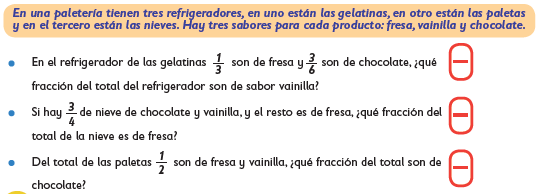 En una paletería tienen tres refrigeradores, en uno están las gelatinas, en otro están las paletas
y en el tercero están las nieves. Hay tres sabores para cada producto: fresa, vainilla y chocolate.
• En el refrigerador de las gelatinas 1/3 son de fresa y 3/6 son de chocolate, ¿qué
fracción del total del refrigerador son de sabor vainilla?
• Si hay 3/4 de nieve de chocolate y vainilla, y el resto es de fresa, ¿qué fracción del
total de la nieve es de fresa?
• Del total de las paletas 1/2 son de fresa y vainilla, ¿qué fracción del total son de
chocolate?